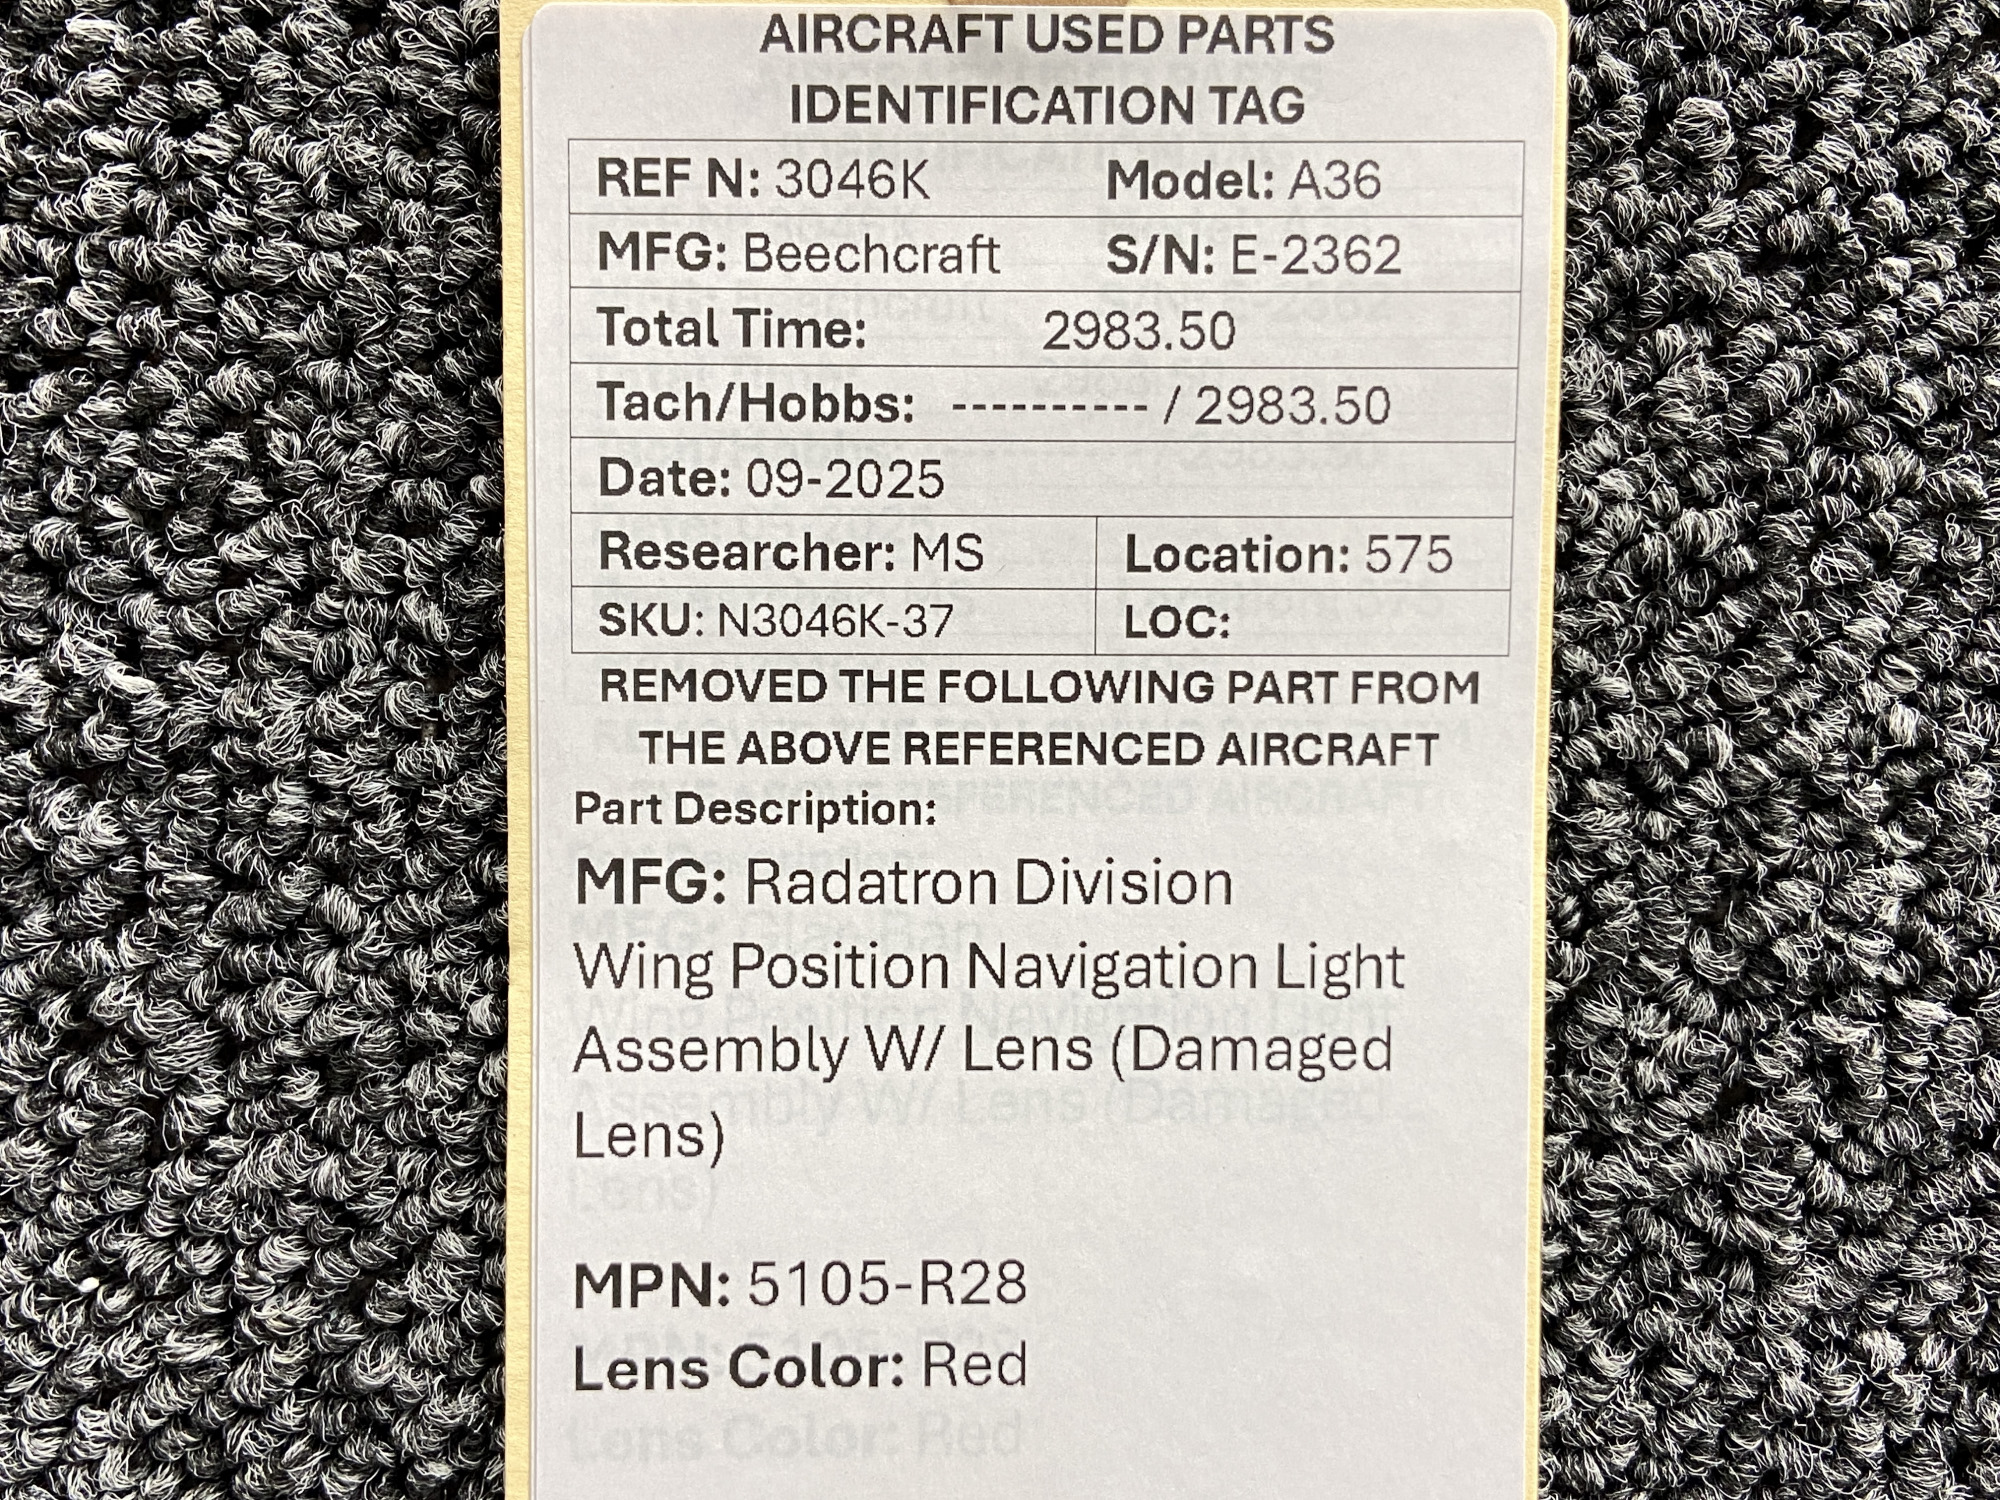 AIRCRAFT USED PARTS
IDENTIFICATION TAG
REF N: 3046K Model: A36
MFG: Beechcraft S/N: E-2362
Total Time: 2983.50
Tach/Hobbs: ---------- / 2983.50
Date: 09-2025
Researcher: MS Location: 575
SKU: N3046K-37 LOC:
REMOVED THE FOLLOWING PART FROM
THE ABOVE REFERENCED AIRCRAFT
Part Description:
MFG: Radatron Division
Wing Position Navigation Light
Assembly W/ Lens (Damaged
Lens)
MPN: 5105-R28
Lens Color: Red